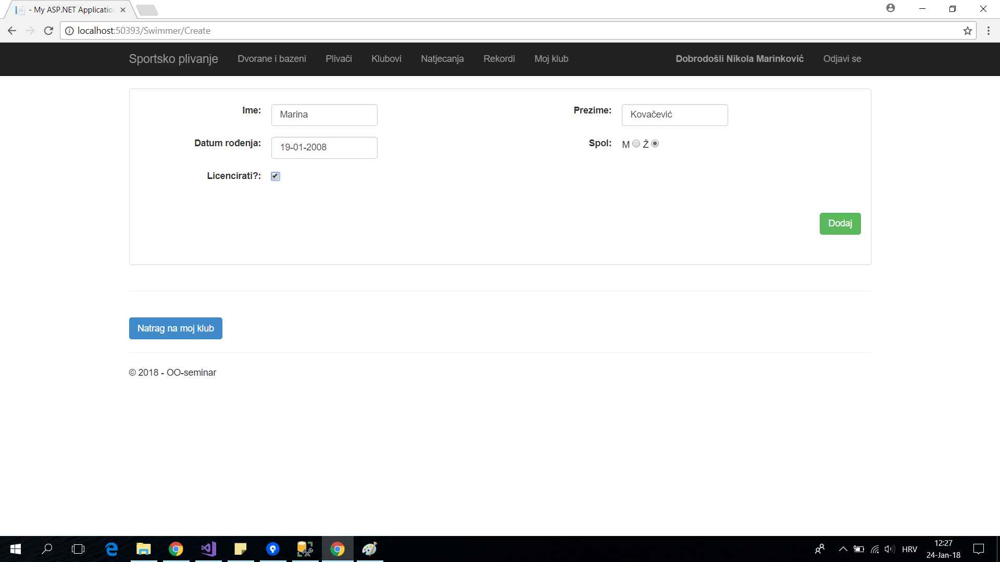 - My ASP.NET Applicatio
localhost:50393/Swimmer/Create
Sportsko plivanje Dvorane i bazeni Plivači Klubovi Natjecanja Rekordi Moj klub Dobrodošli Nikola Marinković Odjavi se
Ime: Marina Prezime: Kovačević
Datum rođenja: 19-01-2008 Spol: M Ž
Licencirati?:
Dodaj
Natrag na moj klub
© 2018 - OO-seminar
HRV
12:27
24-Jan-18